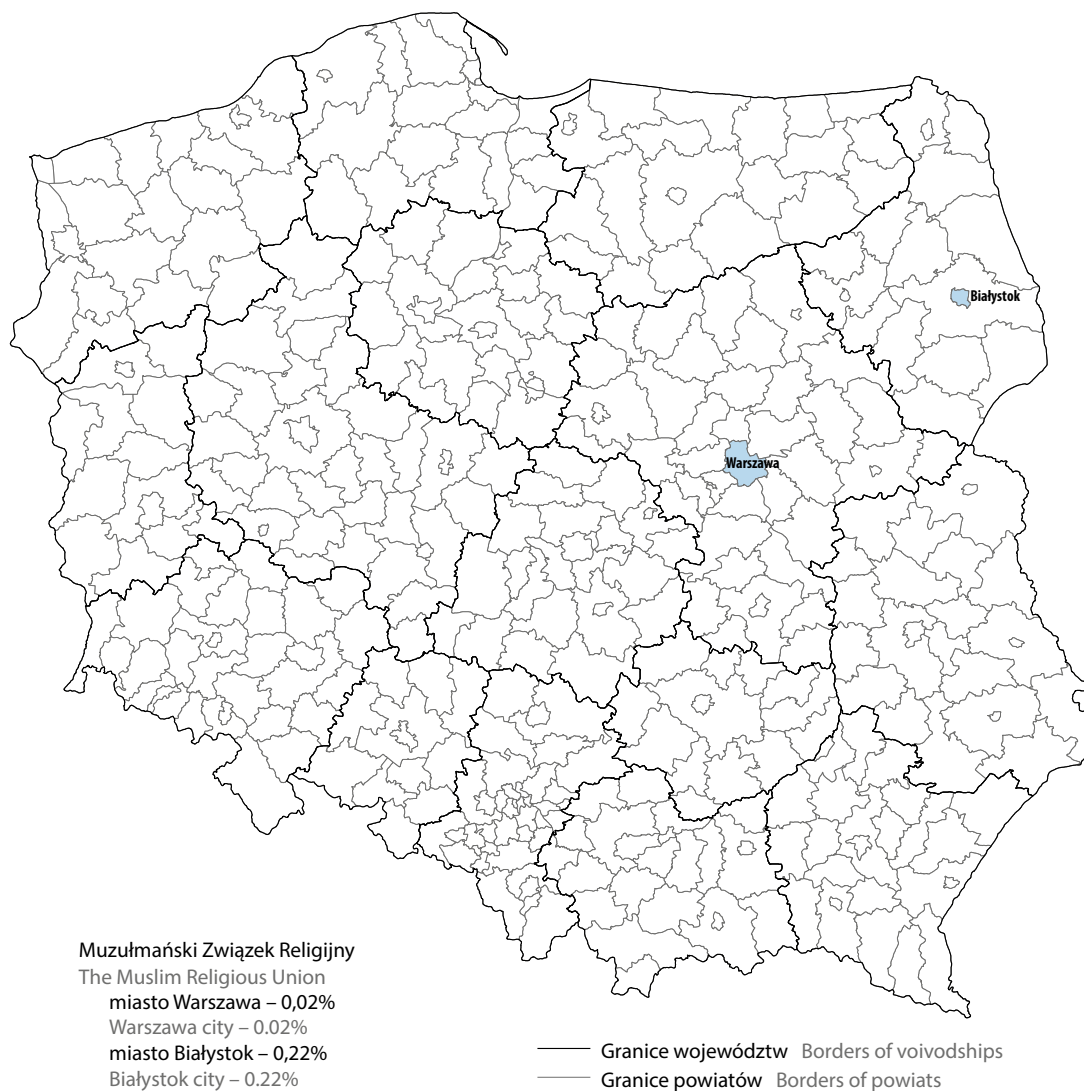 Białystok
Warszawa
Muzułmański Związek Religijny
The Muslim Religious Union
miasto Warszawa – 0,02%
Warszawa city – 0.02%
miasto Białystok – 0,22%
Białystok city – 0.22%
Granice województw Borders of voivodships
Granice powiatów Borders of powiats